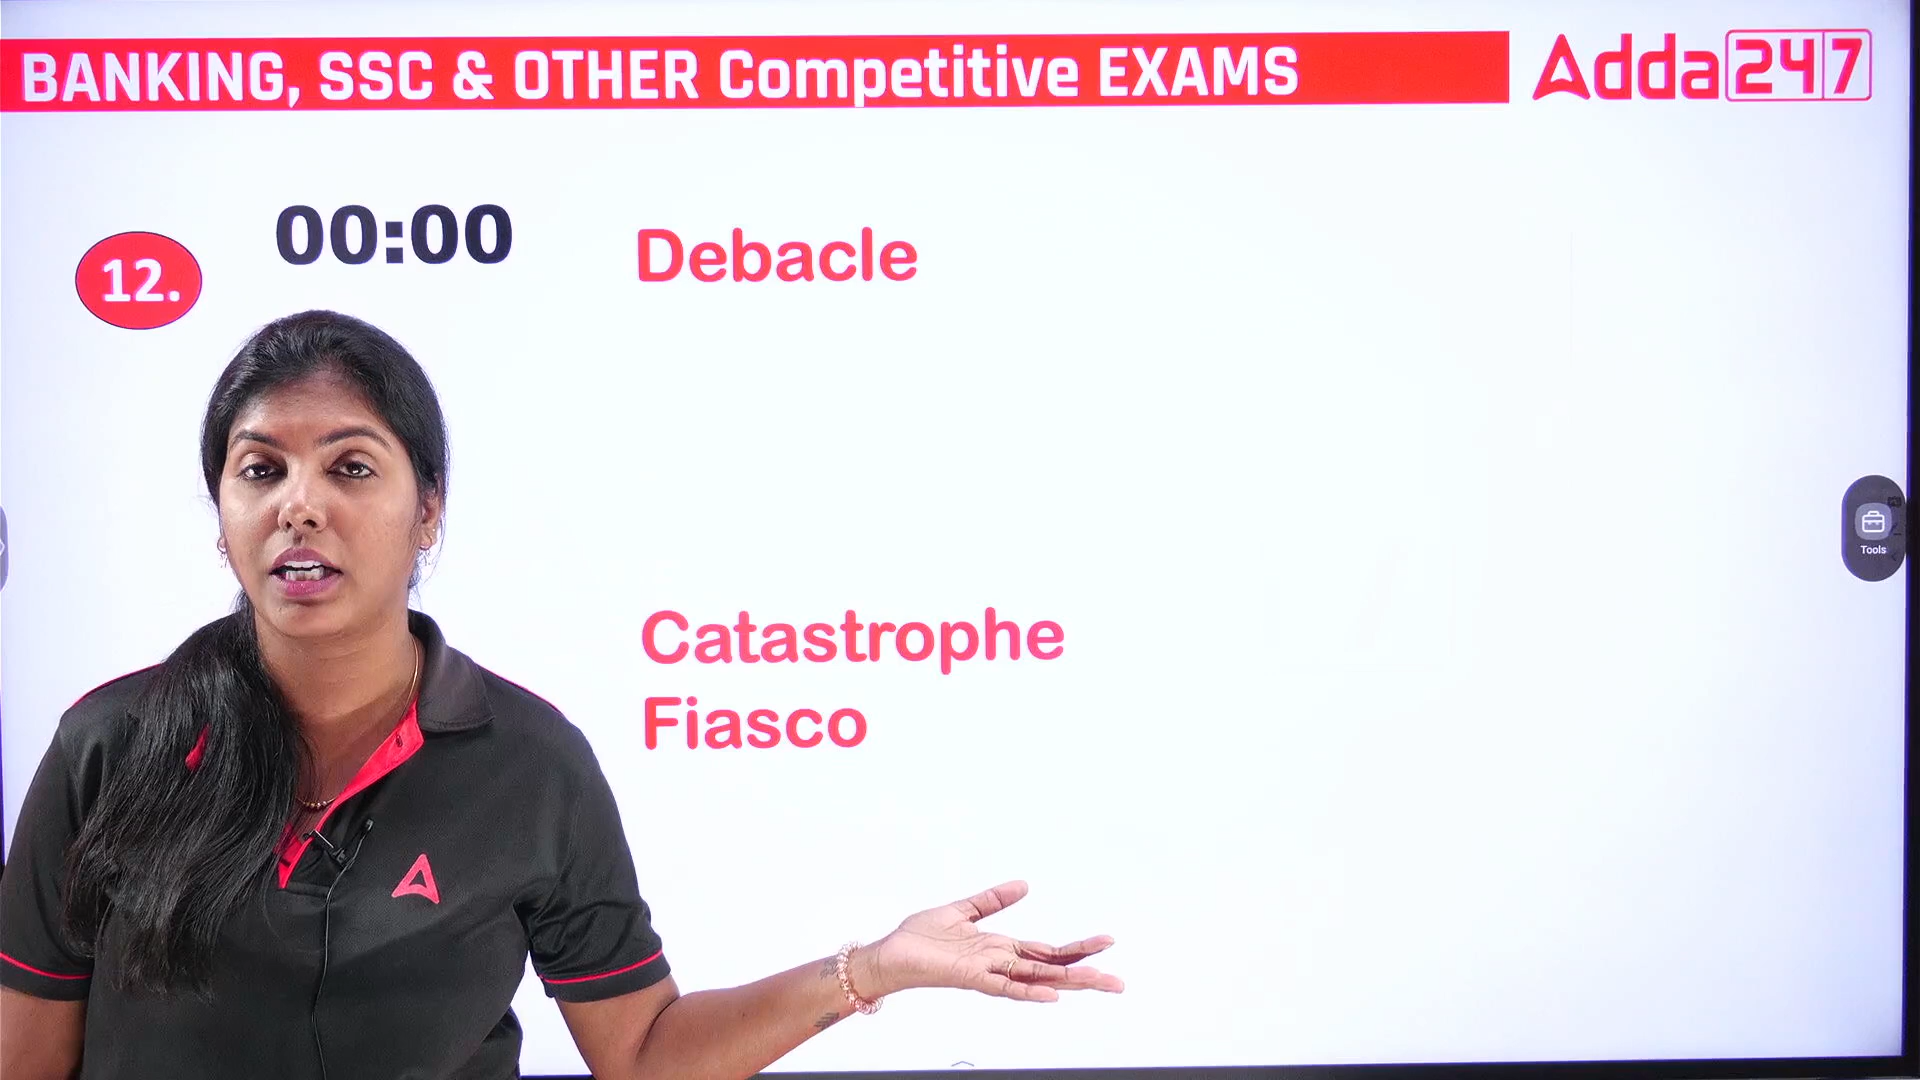 BANKING, SSC & OTHER Competitive EXAMS
Adda247
12.
00:00
Debacle
Catastrophe
Fiasco
Tools